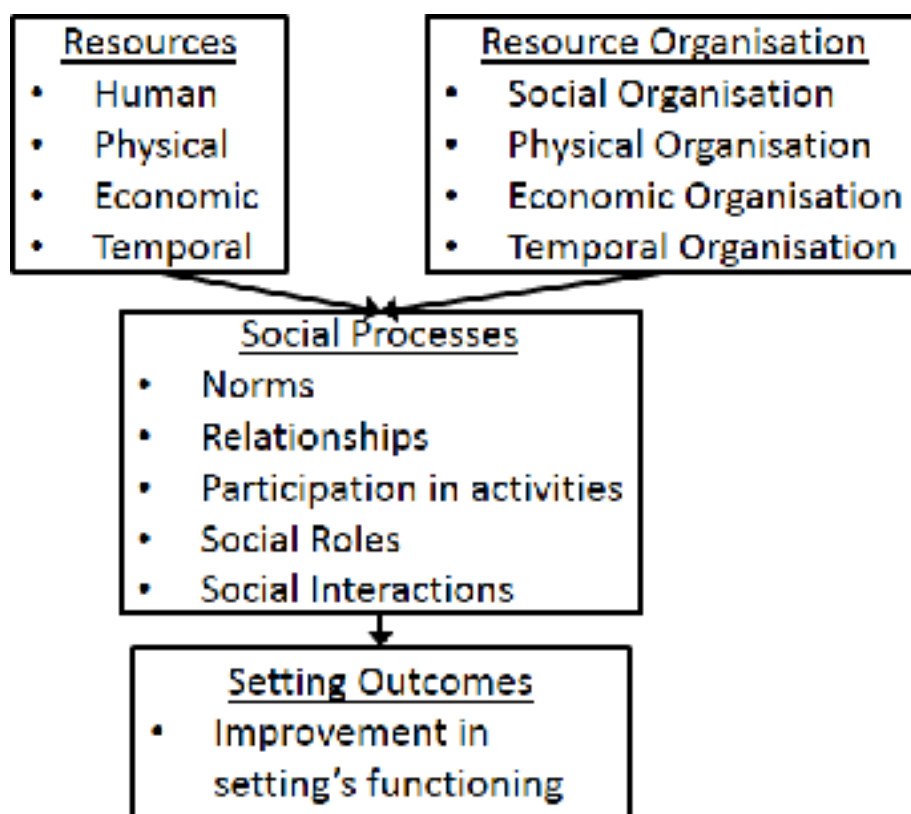 Resources
• Human
• Physical
• Economic
• Temporal
Resource Organisation
• Social Organisation
• Physical Organisation
• Economic Organisation
• Temporal Organisation
Social Processes
• Norms
• Relationships
• Participation in activities
• Social Roles
• Social Interactions
Setting Outcomes
• Improvement in
setting's functioning